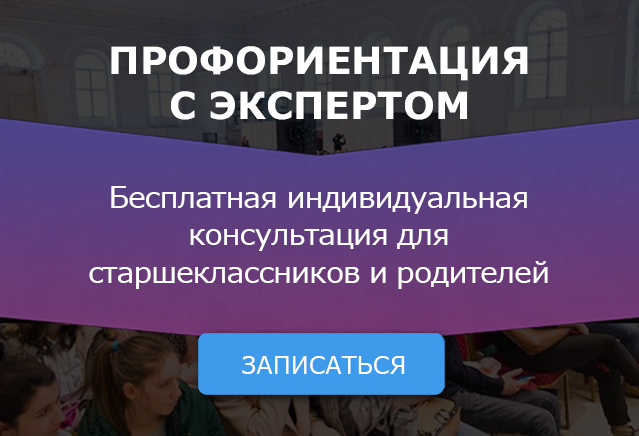 ПРОФОРИЕНТАЦИЯ
С ЭКСПЕРТОМ
Бесплатная индивидуальная
консультация для
старшеклассников и родителей
ЗАПИСАТЬСЯ